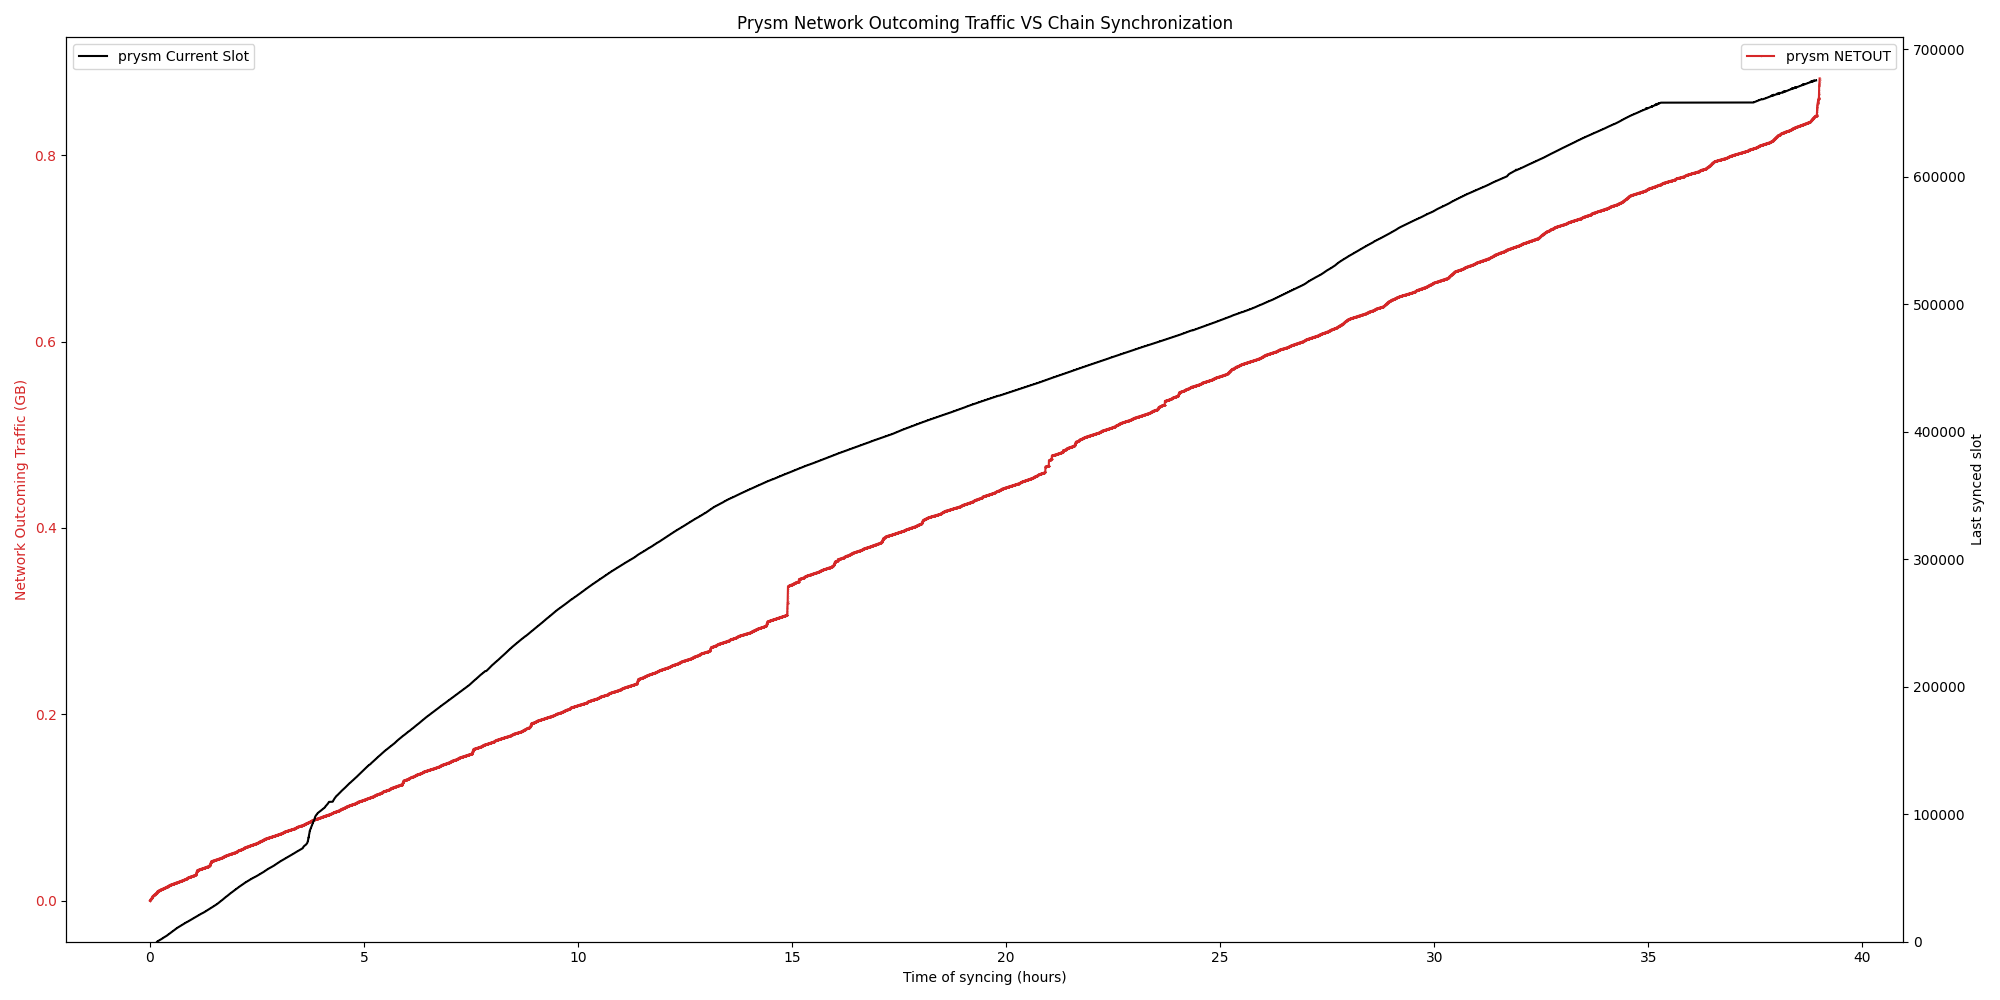 Prysm Network Outcoming Traffic VS Chain Synchronization
prysm Current Slot
prysm NETOUT
Network Outcoming Traffic (GB)
0.8
0.6
0.4
0.2
0.0
700000
600000
500000
400000
300000
200000
100000
0
Last synced slot
0 5 10 15 20 25 30 35 40
Time of syncing (hours)